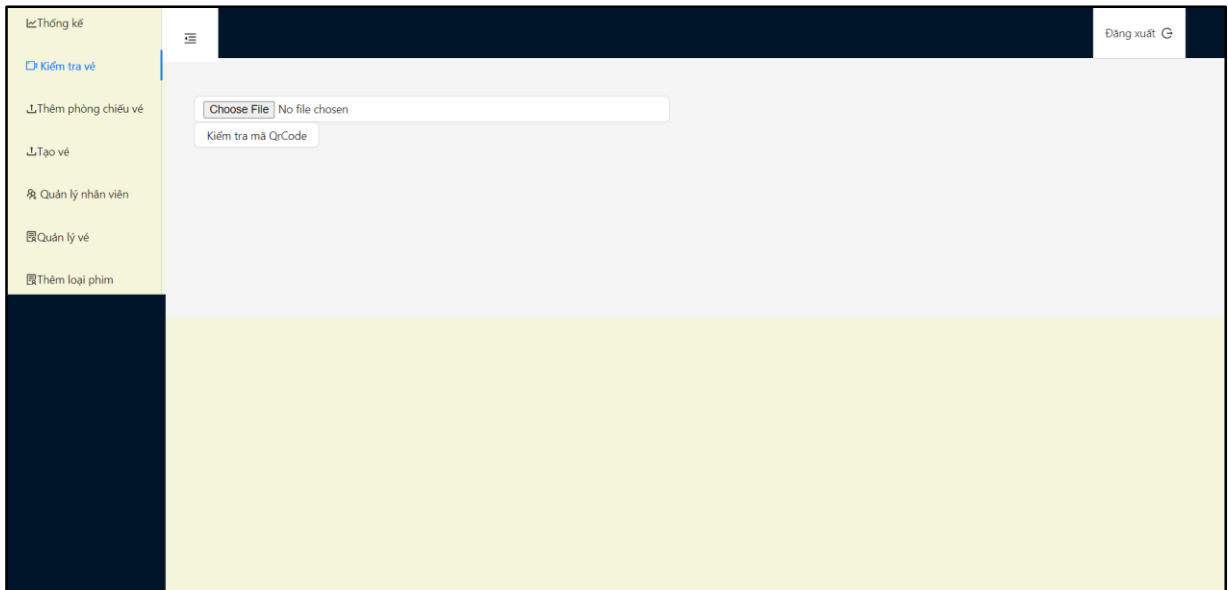 Thống kế
Đăng xuất
Kiểm tra vé
Thêm phòng chiếu vé
Choose File No file chosen
Kiểm tra mã QrCode
Tạo vé
Quản lý nhân viên
Quản lý vé
Thêm loại phim